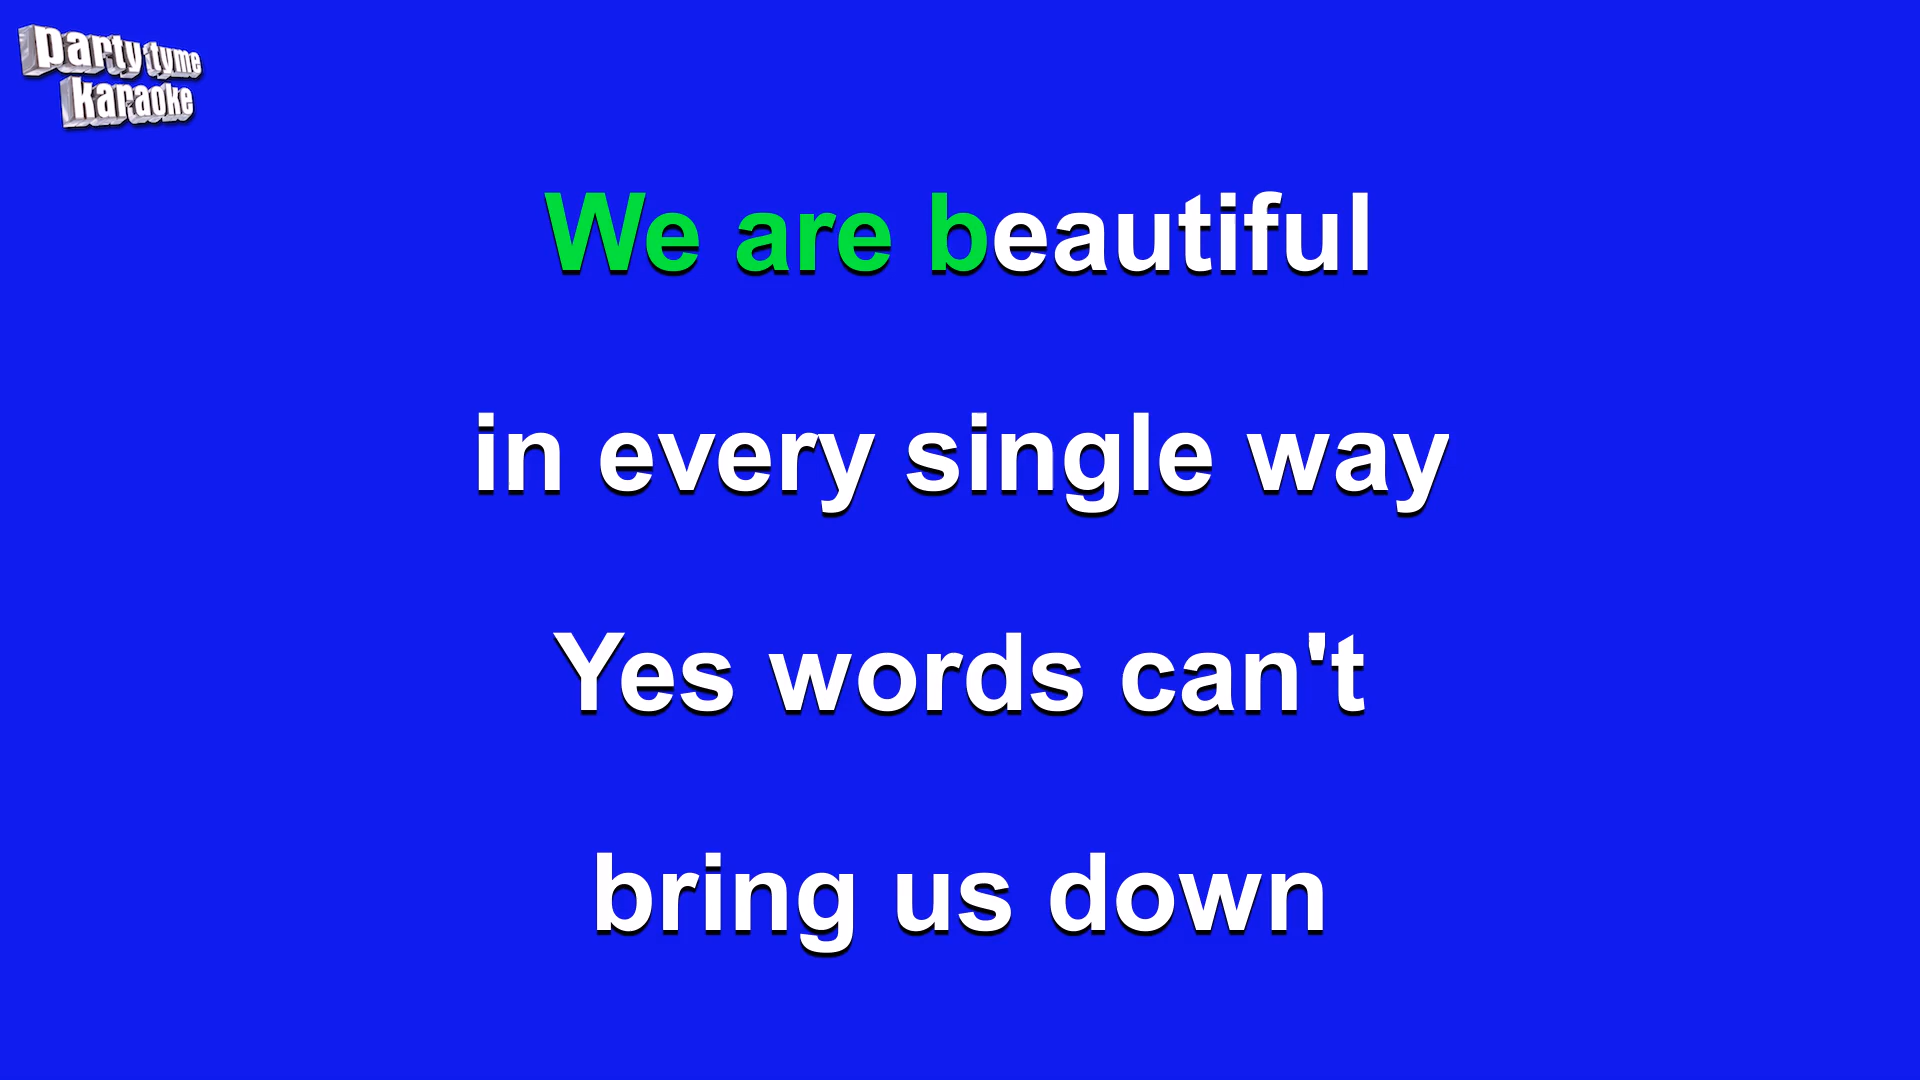 party tyme
karaoke
We are beautiful
in every single way
Yes words can't
bring us down